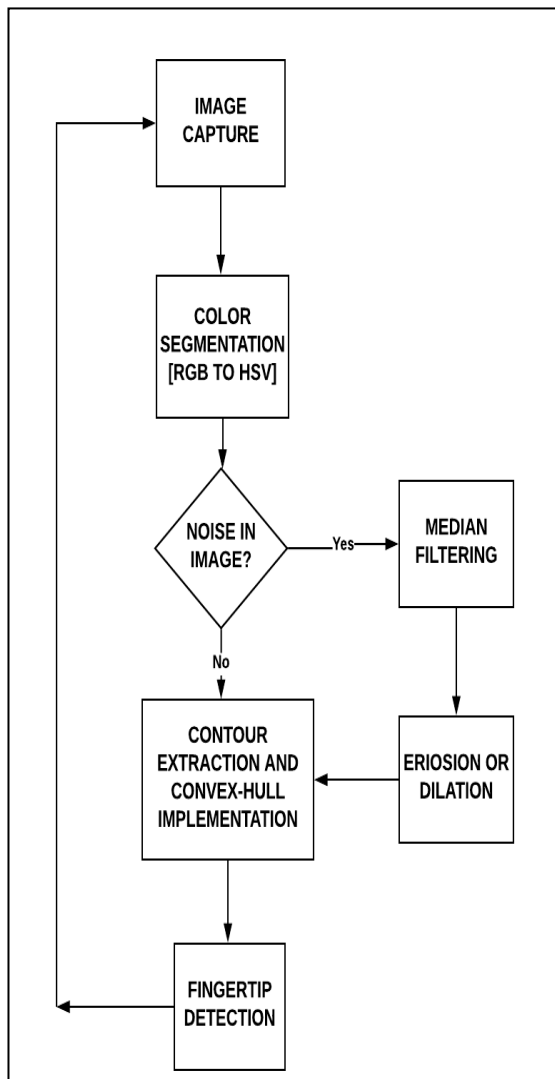 IMAGE
CAPTURE
COLOR
SEGMENTATION
[RGB TO HSV]
NOISE IN
IMAGE?
Yes
MEDIAN
FILTERING
No
CONTOUR
EXTRACTION AND
CONVEX-HULL
IMPLEMENTATION
ERIOSION OR
DILATION
FINGERTIP
DETECTION